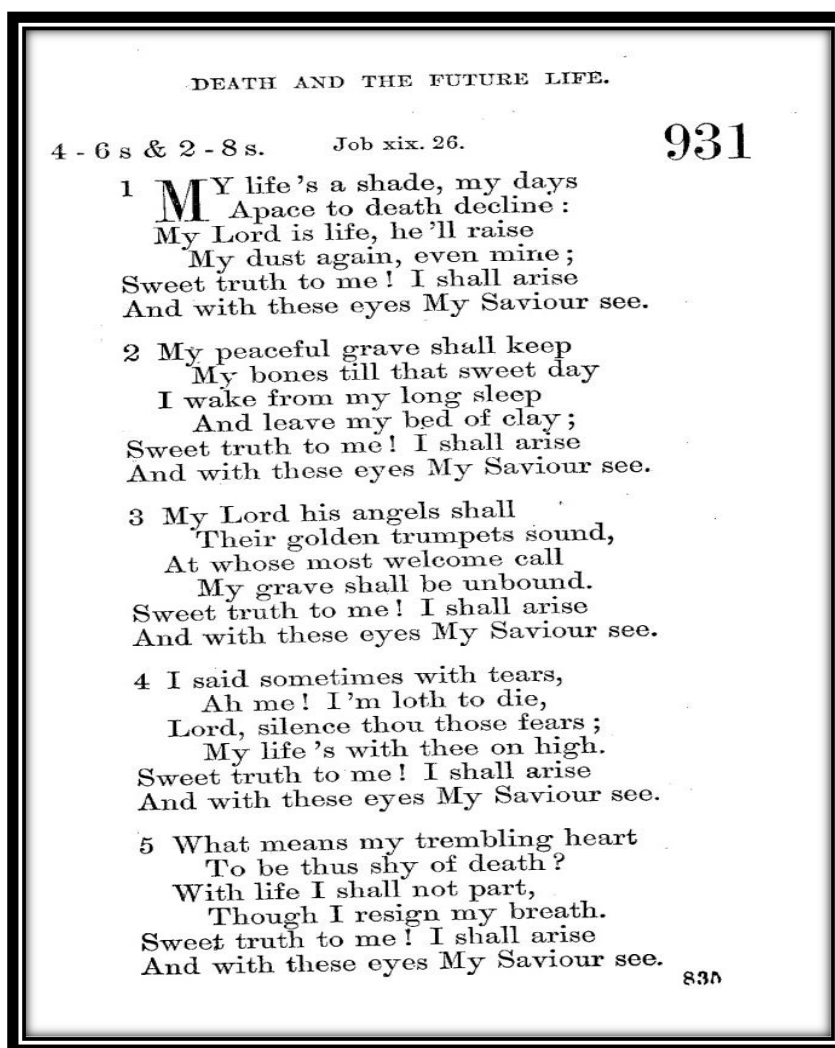 DEATH AND THE FUTURE LIFE.
4-6s & 2-8s. Job xix. 26. 931
1 MY life's a shade, my days
Apace to death decline:
My Lord is life, he'll raise
My dust again, even mine;
Sweet truth to me! I shall arise
And with these eyes My Saviour see.
2 My peaceful grave shall keep
My bones till that sweet day
I wake from my long sleep
And leave my bed of clay;
Sweet truth to me! I shall arise
And with these eyes My Saviour see.
3 My Lord his angels shall
Their golden trumpets sound,
At whose most welcome call
My grave shall be unbound.
Sweet truth to me! I shall arise
And with these eyes My Saviour see.
4 I said sometimes with tears,
Ah me! I'm loth to die,
Lord, silence thou those fears;
My life's with thee on high.
Sweet truth to me! I shall arise
And with these eyes My Saviour see.
5 What means my trembling heart
To be thus shy of death?
With life I shall not part,
Though I resign my breath.
Sweet truth to me! I shall arise
And with these eyes My Saviour see.
835